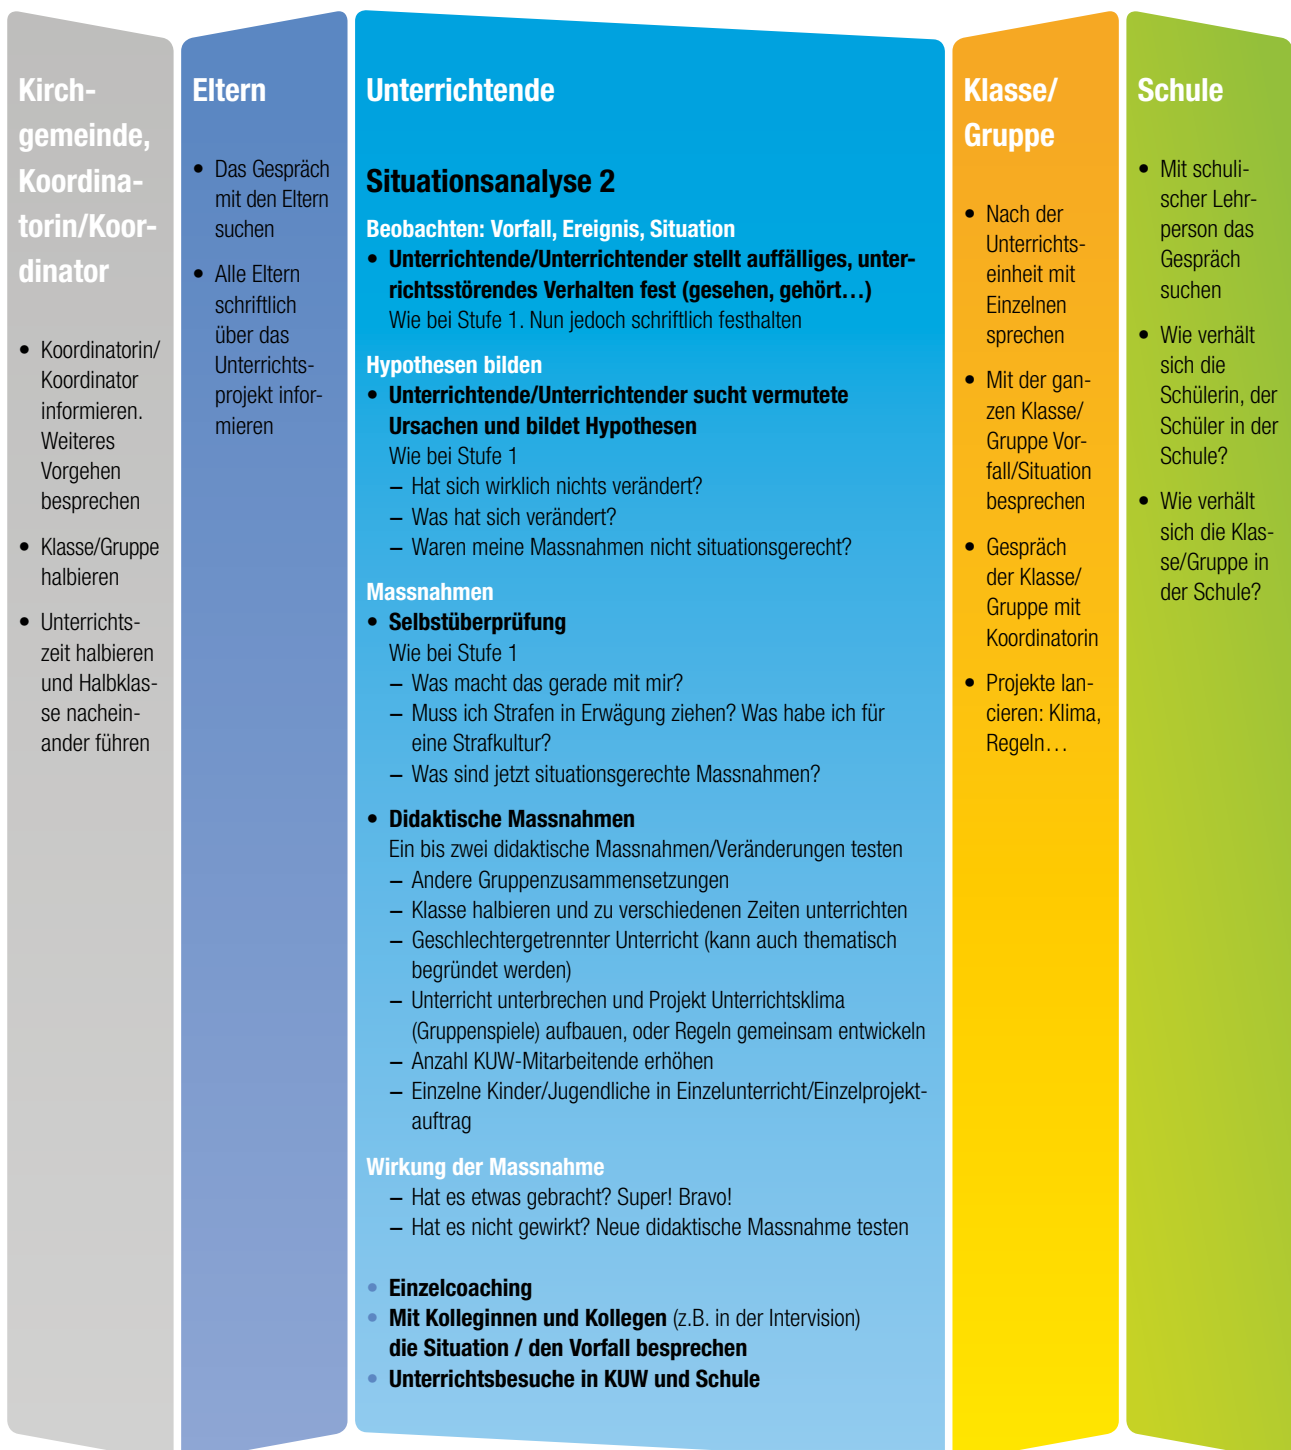 Kirch-
gemeinde,
Koordina-
torin/Koor-
dinator
• Koordinatorin/
Koordinator
informieren.
Weiteres
Vorgehen
besprechen
• Klasse/Gruppe
halbieren
• Unterrichts-
zeit halbieren
und Halbklas-
se nachein-
ander führen
Eltern
• Das Gespräch
mit den Eltern
suchen
• Alle Eltern
schriftlich
über das
Unterrichts-
projekt infor-
mieren
Unterrichtende
Situationsanalyse 2
Beobachten: Vorfall, Ereignis, Situation
• Unterrichtende/Unterrichtender stellt auffälliges, unter-
richtsstörendes Verhalten fest (gesehen, gehört…)
Wie bei Stufe 1. Nun jedoch schriftlich festhalten
Hypothesen bilden
• Unterrichtende/Unterrichtender sucht vermutete
Ursachen und bildet Hypothesen
Wie bei Stufe 1
– Hat sich wirklich nichts verändert?
– Was hat sich verändert?
– Waren meine Massnahmen nicht situationsgerecht?
Massnahmen
• Selbstüberprüfung
Wie bei Stufe 1
– Was macht das gerade mit mir?
– Muss ich Strafen in Erwägung ziehen? Was habe ich für
eine Strafkultur?
– Was sind jetzt situationsgerechte Massnahmen?
• Didaktische Massnahmen
Ein bis zwei didaktische Massnahmen/Veränderungen testen
– Andere Gruppenzusammensetzungen
– Klasse halbieren und zu verschiedenen Zeiten unterrichten
– Geschlechtergetrennter Unterricht (kann auch thematisch
begründet werden)
– Unterricht unterbrechen und Projekt Unterrichtsklima
(Gruppenspiele) aufbauen, oder Regeln gemeinsam entwickeln
– Anzahl KUW-Mitarbeitende erhöhen
– Einzelne Kinder/Jugendliche in Einzelunterricht/Einzelprojekt-
auftrag
Wirkung der Massnahme
– Hat es etwas gebracht? Super! Bravo!
– Hat es nicht gewirkt? Neue didaktische Massnahme testen
• Einzelcoaching
• Mit Kolleginnen und Kollegen (z.B. in der Intervision)
die Situation / den Vorfall besprechen
• Unterrichtsbesuche in KUW und Schule
Klasse/
Gruppe
• Nach der
Unterrichts-
einheit mit
Einzelnen
sprechen
• Mit der gan-
zen Klasse/
Gruppe Vor-
fall/Situation
besprechen
• Gespräch
der Klasse/
Gruppe mit
Koordinatorin
• Projekte lan-
cieren: Klima,
Regeln…
Schule
• Mit schuli-
scher Lehr-
person das
Gespräch
suchen
• Wie verhält
sich die
Schülerin, der
Schüler in der
Schule?
• Wie verhält
sich die Klas-
se/Gruppe in
der Schule?